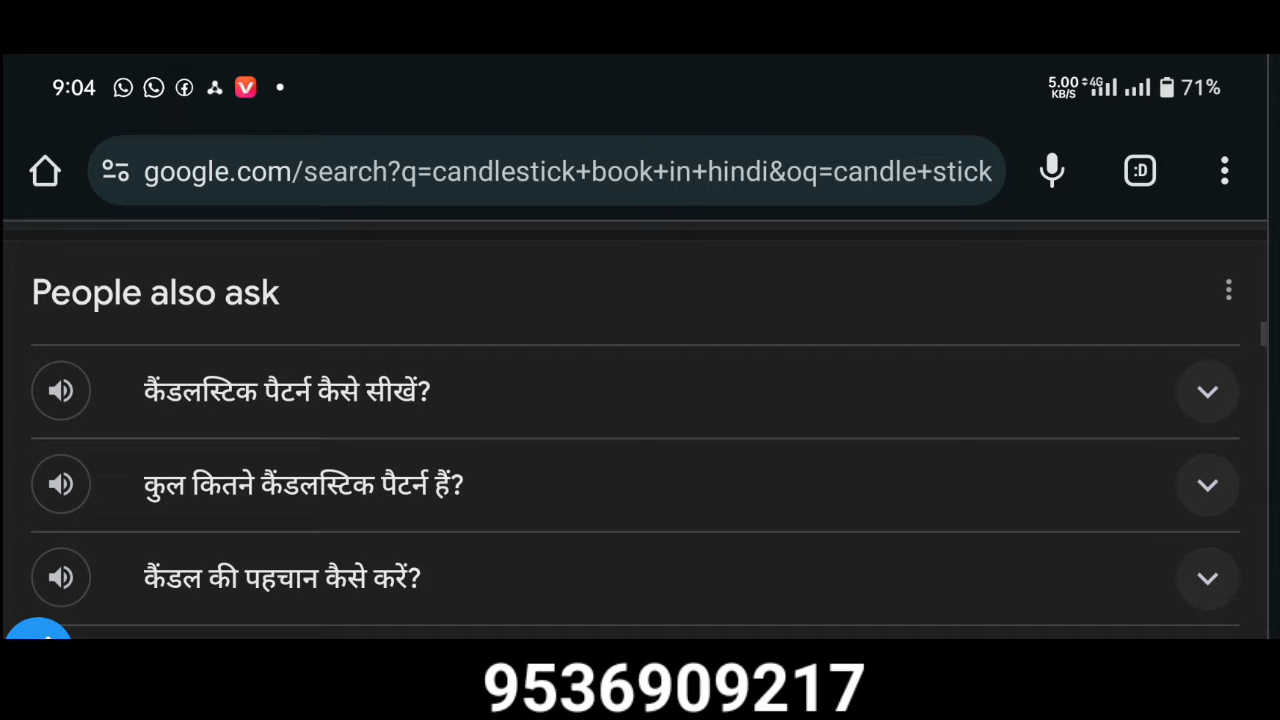 9:04 5.00 KB/S 4G 71%
google.com/search?q=candlestick+book+in+hindi&oq=candle+stick
:D
People also ask
कैंडलस्टिक पैटर्न कैसे सीखें?
कुल कितने कैंडलस्टिक पैटर्न हैं?
कैंडल की पहचान कैसे करें?
9536909217